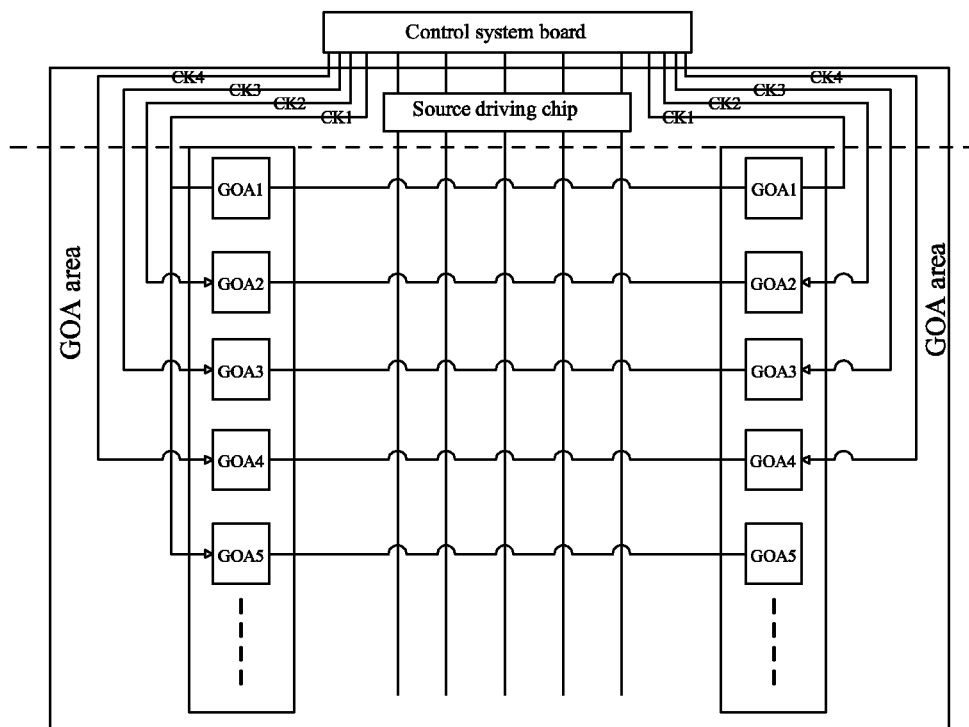 Control system board
CK4
CK4
CK3
CK3
CK2
CK2
CK1
Source driving chip
CK1
GOA1
GOA1
GOA area
GOA area
GOA2
GOA2
GOA3
GOA3
GOA4
GOA4
GOA5
GOA5